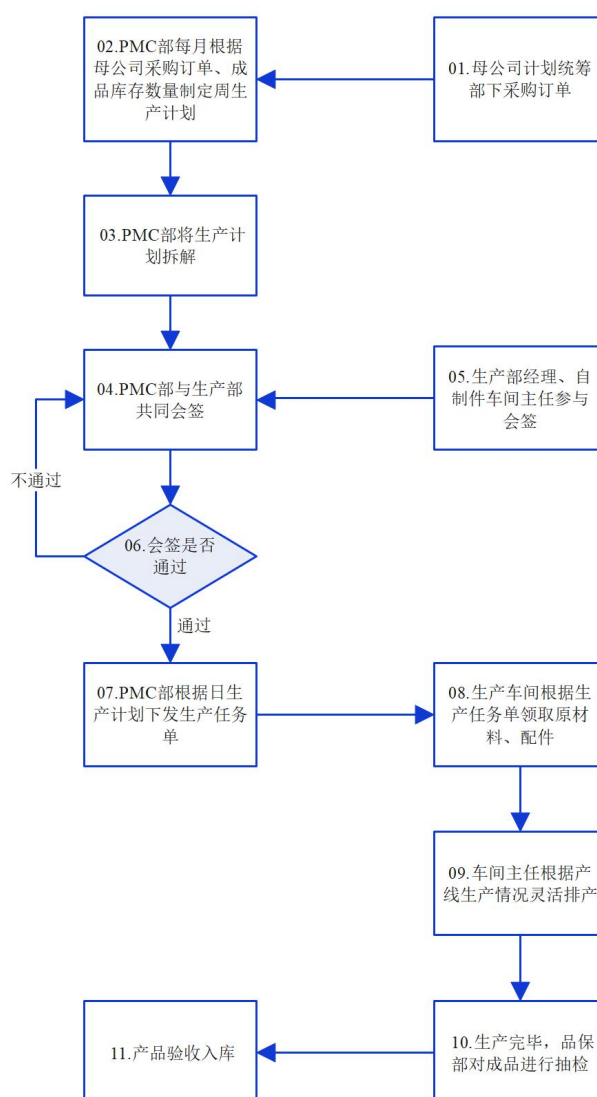 02.PMC部每月根据
母公司采购订单、成
品库存数量制定周生
产计划
01.母公司计划统筹
部下采购订单
03.PMC部将生产计
划拆解
04.PMC部与生产部
共同会签
05.生产部经理、自
制件车间主任参与
会签
不通过
06.会签是否
通过
通过
07.PMC部根据日生
产计划下发生产任务
单
08.生产车间根据生
产任务单领取原材
料、配件
09.车间主任根据产
线生产情况灵活排产
10.生产完毕，品保
部对成品进行抽检
11.产品验收入库